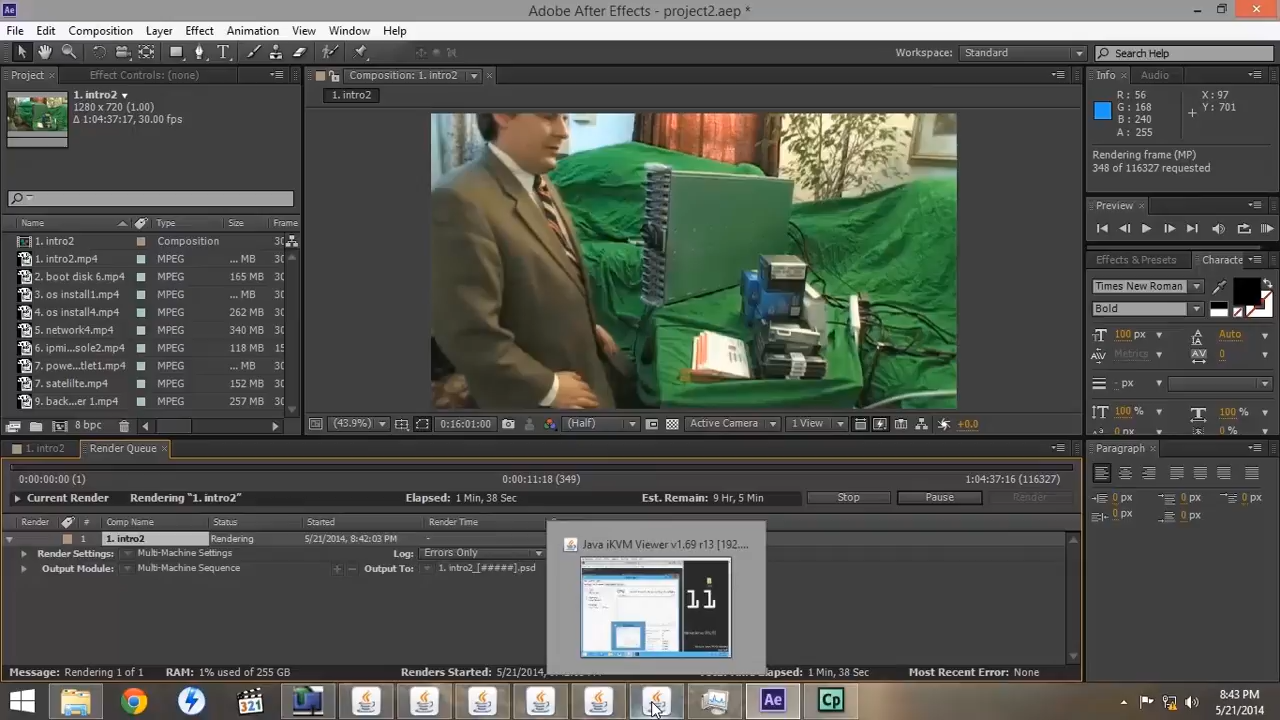 Ae
Adobe After Effects - project2.aep *
File Edit Composition Layer Effect Animation View Window Help
Workspace: Standard Search Help
Project Effect Controls: (none)
1. intro2
1280 x 720 (1.00)
Δ 1:04:37:17, 30.00 fps
Name Type Size Frame
1. intro2 Composition 30
1. intro2.mp4 MPEG ... MB
2. boot disk 6.mp4 MPEG 165 MB
3. os install1.mp4 MPEG ... MB
4. os install4.mp4 MPEG 262 MB
5. network4.mp4 MPEG 340 MB
6. ipmi...sole2.mp4 MPEG 118 MB
7. powe...tlet1.mp4 MPEG ... MB
7. satelilte.mp4 MPEG 152 MB
9. back...er 1.mp4 MPEG 257 MB
8 bpc
Composition: 1. intro2
1. intro2
(43.9%) 0:16:01:00 (Half) Active Camera 1 View +0.0
Info Audio
R : 56
G : 168
B : 240
A : 255
X : 97
Y : 701
Rendering frame (MP)
348 of 116327 requested
Preview
Effects & Presets Characte
Times New Roman
Bold
100 px Auto
Metrics 0
- px
100 % 100 %
Paragraph
0 px 0 px 0 px
0 px 0 px
1. intro2 Render Queue
0:00:00:00 (1) 0:00:11:18 (349) 1:04:37:16 (116327)
Current Render Rendering "1. intro2" Elapsed: 1 Min, 38 Sec Est. Remain: 9 Hr, 5 Min Stop Pause Render
Render # Comp Name Status Started Render Time
1 1. intro2 Rendering 5/21/2014, 8:42:03 PM -
Render Settings: Multi-Machine Settings Log: Errors Only
Output Module: Multi-Machine Sequence Output To: 1. intro2_[#####].psd
Java iKVM Viewer v1.69 r13 [192....
11
Message: Rendering 1 of 1 RAM: 1% used of 255 GB Renders Started: 5/21/2014, 1 Min, 38 Sec Most Recent Error: None
321
Ae
Cp
8:43 PM
5/21/2014